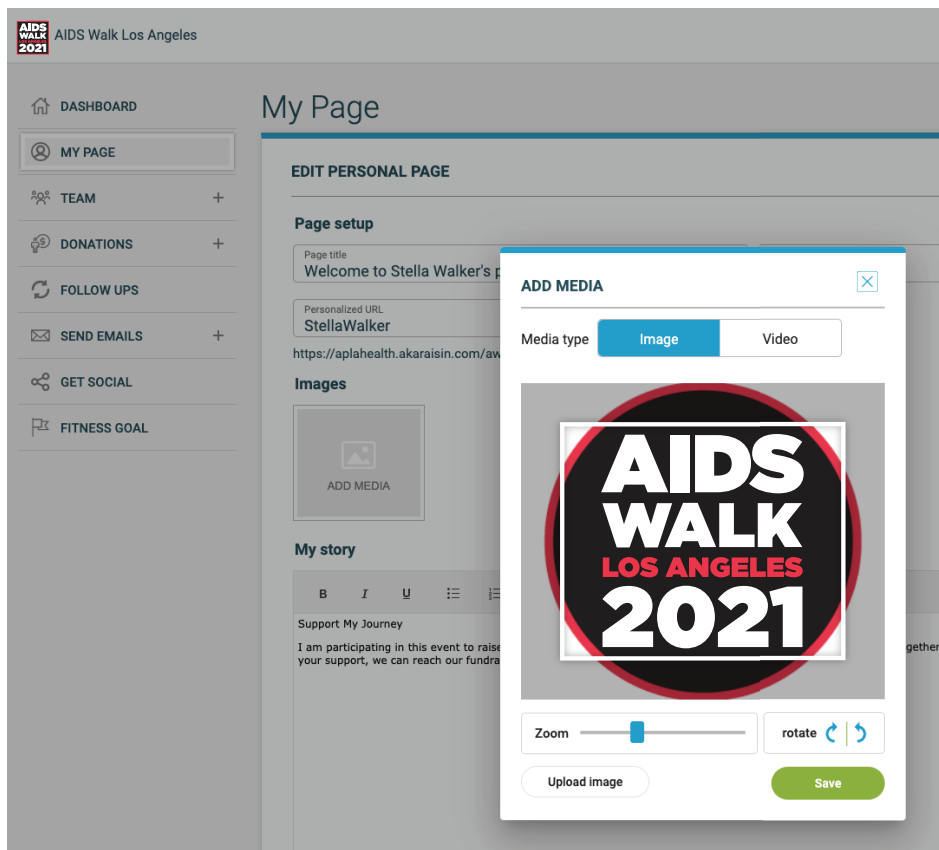 AIDS
WALK
LOS ANGELES
2021
AIDS Walk Los Angeles
DASHBOARD
MY PAGE
TEAM
DONATIONS
FOLLOW UPS
SEND EMAILS
GET SOCIAL
FITNESS GOAL
My Page
EDIT PERSONAL PAGE
Page setup
Page title
Welcome to Stella Walker's p
Personalized URL
StellaWalker
https://aplahealth.akaraisin.com/aw
Images
ADD MEDIA
My story
B I U
Support My Journey
I am participating in this event to raise gether
your support, we can reach our fundra
ADD MEDIA
Media type Image Video
AIDS
WALK
LOS ANGELES
2021
Zoom rotate
Upload image Save